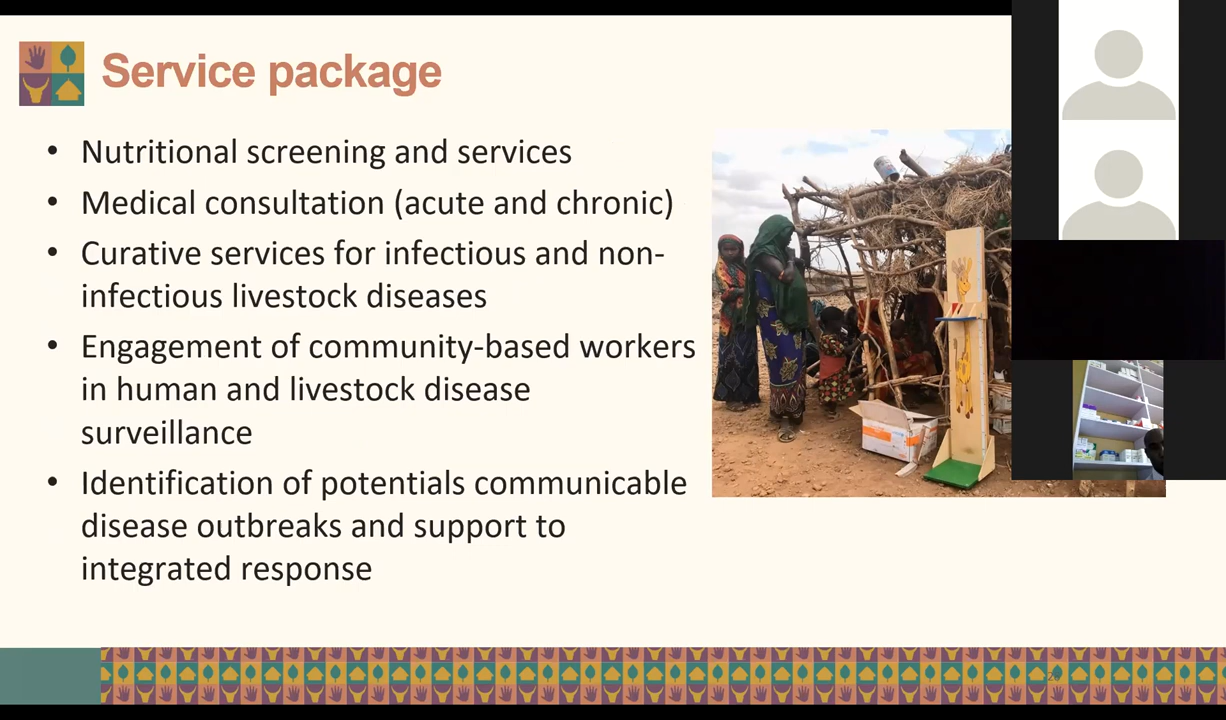 Service package
• Nutritional screening and services
• Medical consultation (acute and chronic)
• Curative services for infectious and non-
infectious livestock diseases
• Engagement of community-based workers
in human and livestock disease
surveillance
• Identification of potentials communicable
disease outbreaks and support to
integrated response